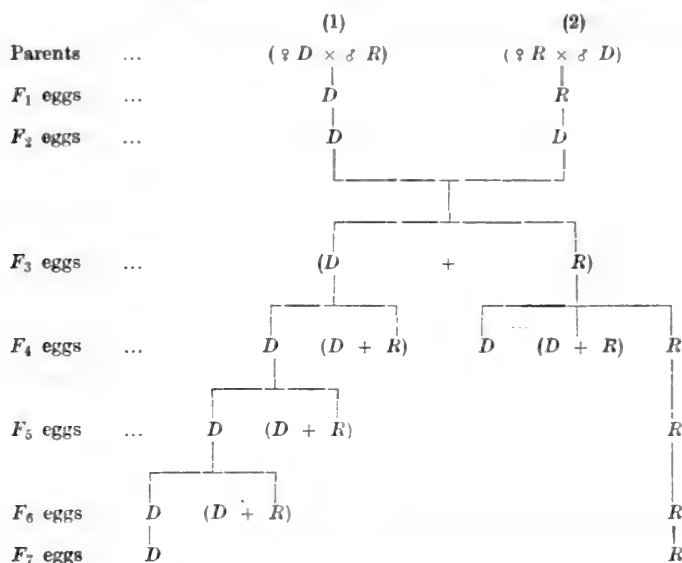 (1) (2)
Parents ... (♀ D × ♂ R) (♀ R × ♂ D)
F₁ eggs ... D R
F₂ eggs ... D D
F₃ eggs ... (D + R)
F₄ eggs ... D (D + R) D ... (D + R) R
F₅ eggs ... D (D + R) R
F₆ eggs ... D (D + R) R
F₇ eggs D R